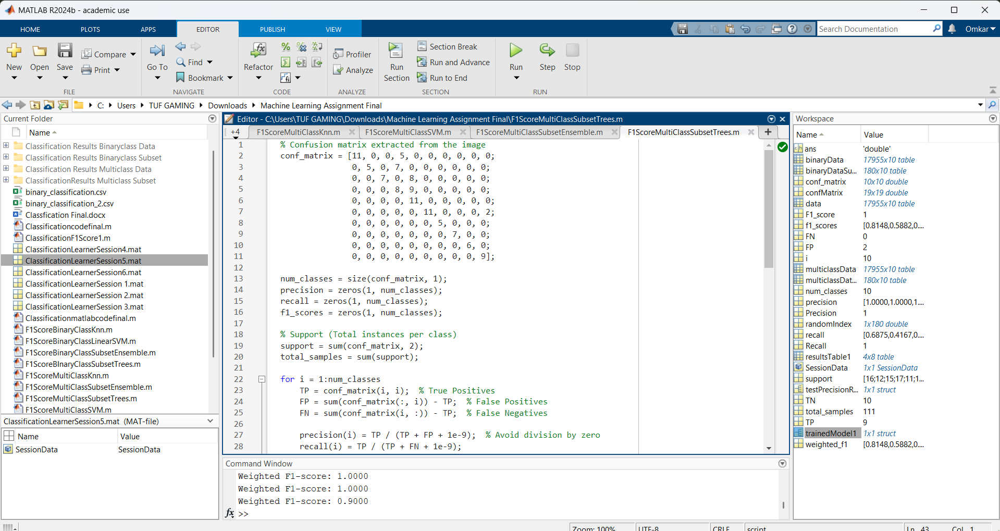 MATLAB R2024b - academic use
HOME PLOTS APPS EDITOR PUBLISH VIEW Search Documentation Omkar
New Open Save Compare Print Go To Find Bookmark Refactor Profiler Analyze Run Section Section Break Run and Advance Run to End Run Step Stop
FILE NAVIGATE CODE ANALYZE SECTION RUN
C: Users TUF GAMING Downloads Machine Learning Assignment Final
Current Folder
Name
Classification Results Binaryclass Data
Classification Results Binaryclass Subset
Classification Results Multiclass Data
ClassificationResults Multiclass Subset
binary_classification.csv
binary_classification_2.csv
Classfication Final.docx
Classificationcodefinal.m
ClassificationF1Score1.m
ClassificationLearnerSession4.mat
ClassificationLearnerSession5.mat
ClassificationLearnerSession6.mat
ClassificationLearnerSession 1.mat
ClassificationLearnerSession 2.mat
ClassificationLearnerSession 3.mat
Classificationmatlabcodefinal.m
F1ScoreBinaryClassKnn.m
F1ScoreBinaryClassLinearSVM.m
F1ScoreBinaryClassSubsetEnsemble.m
F1ScoreBInaryClassSubsetTrees.m
F1ScoreMultiClassKnn.m
F1ScoreMultiClassSubsetEnsemble.m
F1ScoreMultiClassSubsetTrees.m
F1ScoreMultiClassSVM.m
ClassificationLearnerSession5.mat (MAT-file)
Name Value
SessionData SessionData
Editor - C:\Users\TUF GAMING\Downloads\Machine Learning Assignment Final\F1ScoreMultiClassSubsetTrees.m
+4 F1ScoreMultiClassKnn.m F1ScoreMultiClassSVM.m F1ScoreMultiClassSubsetEnsemble.m F1ScoreMultiClassSubsetTrees.m
1 % Confusion matrix extracted from the image
2 conf_matrix = [11, 0, 0, 5, 0, 0, 0, 0, 0, 0;
3 0, 5, 0, 7, 0, 0, 0, 0, 0, 0;
4 0, 0, 7, 0, 8, 0, 0, 0, 0, 0;
5 0, 0, 0, 8, 9, 0, 0, 0, 0, 0;
6 0, 0, 0, 0, 11, 0, 0, 0, 0, 0;
7 0, 0, 0, 0, 0, 11, 0, 0, 0, 2;
8 0, 0, 0, 0, 0, 0, 5, 0, 0, 0;
9 0, 0, 0, 0, 0, 0, 0, 7, 0, 0;
10 0, 0, 0, 0, 0, 0, 0, 0, 6, 0;
11 0, 0, 0, 0, 0, 0, 0, 0, 0, 9];
12
13 num_classes = size(conf_matrix, 1);
14 precision = zeros(1, num_classes);
15 recall = zeros(1, num_classes);
16 f1_scores = zeros(1, num_classes);
17
18 % Support (Total instances per class)
19 support = sum(conf_matrix, 2);
20 total_samples = sum(support);
21
22 for i = 1:num_classes
23 TP = conf_matrix(i, i); % True Positives
24 FP = sum(conf_matrix(:, i)) - TP; % False Positives
25 FN = sum(conf_matrix(i, :)) - TP; % False Negatives
26
27 precision(i) = TP / (TP + FP + 1e-9); % Avoid division by zero
28 recall(i) = TP / (TP + FN + 1e-9);
Command Window
Weighted F1-score: 1.0000
Weighted F1-score: 1.0000
Weighted F1-score: 0.9000
fx >>
Workspace
Name Value
ans 'double'
binaryData 17955x10 table
binaryDataSu... 180x10 table
conf_matrix 10x10 double
confMatrix 19x19 double
data 17955x10 table
F1_score 1
f1_scores [0.8148,0.5882,0....
FN 0
FP 2
i 10
multiclassData 17955x10 table
multiclassDat... 180x10 table
num_classes 10
precision [1.0000,1.0000,1....
Precision 1
randomIndex 1x180 double
recall [0.6875,0.4167,0....
Recall 1
resultsTable1 4x8 table
SessionData 1x1 SessionData
support [16;12;15;17;11;1...
testPrecisionR... 1x1 struct
TN 10
total_samples 111
TP 9
trainedModel1 1x1 struct
weighted_f1 [0.8148,0.5882,0....
Zoom: 100% UTF-8 CRLF script Ln 43 Col 1